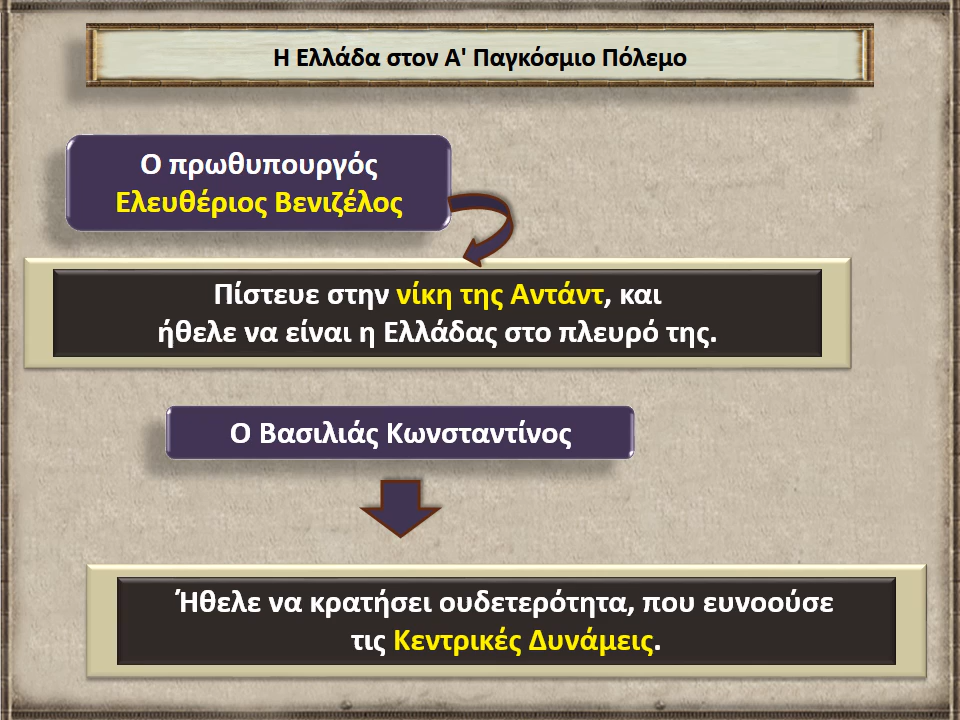 Η Ελλάδα στον Α' Παγκόσμιο Πόλεμο
Ο πρωθυπουργός
Ελευθέριος Βενιζέλος
Πίστευε στην νίκη της Αντάντ, και
ήθελε να είναι η Ελλάδας στο πλευρό της.
Ο Βασιλιάς Κωνσταντίνος
Ήθελε να κρατήσει ουδετερότητα, που ευνοούσε
τις Κεντρικές Δυνάμεις.